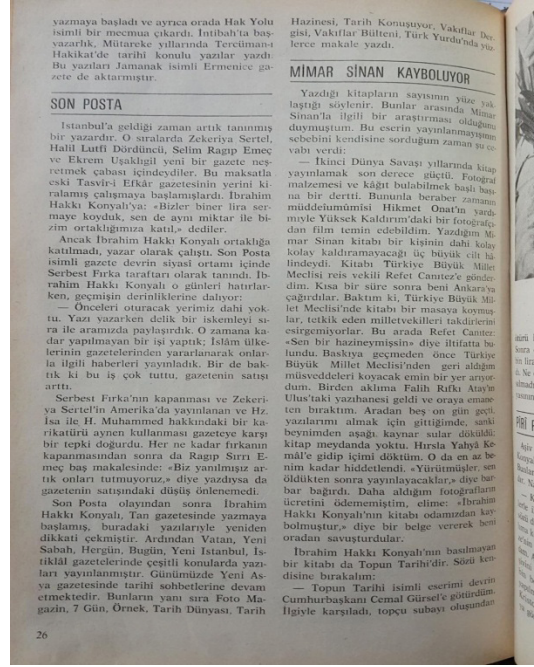 yazmaya başladı ve ayrıca orada Hak Yolu
isimli bir mecmua çıkardı. İntibah'ta baş-
yazarlık, Mütareke yıllarında Tercüman-ı
Hakikat'de tarihî konulu yazılar yazdı.
Bu yazıları Jamanak isimli Ermenice ga-
zete de aktarmıştır.
SON POSTA
İstanbul'a geldiği zaman artık tanınmış
bir yazardır. O sıralarda Zekeriya Sertel,
Halil Lutfi Dördüncü, Selim Ragıp Emeç
ve Ekrem Uşaklıgil yeni bir gazete neş-
retmek çabası içindeydiler. Bu maksatla
eski Tasvîr-i Efkâr gazetesinin yerini ki-
ralamış çalışmaya başlamışlardı. İbrahim
Hakkı Konyalı'ya: «Bizler biner lira ser-
maye koyduk, sen de aynı miktar ile bi-
zim ortaklığımıza katıl,» dediler.
Ancak İbrahim Hakkı Konyalı ortaklığa
katılmadı, yazar olarak çalıştı. Son Posta
isimli gazete devrin siyasi ortamı içinde
Serbest Fırka taraftarı olarak tanındı. İb-
rahim Hakkı Konyalı o günleri hatırlar-
ken, geçmişin derinliklerine dalıyor:
— Önceleri oturacak yerimiz dahi yok-
tu. Yazı yazarken delik bir iskemleyi sı-
ra ile aramızda paylaşırdık. O zamana ka-
dar yapılmayan bir işi yaptık; İslâm ülke-
lerinin gazetelerinden yararlanarak onlar-
la ilgili haberleri yayınladık. Bir de bak-
tık ki bu iş çok tuttu, gazetenin satışı
arttı.
Serbest Fırka'nın kapanması ve Zekeri-
ya Sertel'in Amerika'da yayınlanan ve Hz.
İsa ile H. Muhammed hakkındaki bir ka-
rikatürü aynen kullanması gazeteye karşı
bir tepki doğurdu. Her ne kadar fırkanın
kapanmasından sonra da Ragıp Sırrı E-
meç baş makalesinde: «Biz yanılmışız ar-
tık onları tutmuyoruz,» diye yazdıysa da
gazetenin satışındaki düşüş önlenemedi.
Son Posta olayından sonra İbrahim
Hakkı Konyalı, Tan gazetesinde yazmaya
başlamış, buradaki yazılarıyle yeniden
dikkati çekmiştir. Ardından Vatan, Yeni
Sabah, Hergün, Bugün, Yeni İstanbul, İs-
tiklâl gazetelerinde çeşitli konularda yazı-
ları yayınlanmıştır. Günümüzde Yeni As-
ya gazetesinde tarihî sohbetlerine devam
etmektedir. Bunların yanı sıra Foto Ma-
gazin, 7 Gün, Örnek, Tarih Dünyası, Tarih
26
Hazinesi, Tarih Konuşuyor, Vakıflar Der-
gisi, Vakıflar Bülteni, Türk Yurdu'nda yüz-
lerce makale yazdı.
MİMAR SİNAN KAYBOLUYOR
Yazdığı kitapların sayısının yüze yak-
laştığı söylenir. Bunlar arasında Mimar
Sinan'la ilgili bir araştırması olduğunu
duymuştum. Bu eserin yayınlanmayışının
sebebini kendisine sorduğum zaman şu ce-
vabı verdi:
— İkinci Dünya Savaşı yıllarında kitap
yayınlamak son derece güçtü. Fotoğraf
malzemesi ve kâğıt bulabilmek başlı başı-
na bir dertti. Bununla beraber zamanın
müddeiumûmîsi Hikmet Onat'ın yardı-
mıyle Yüksek Kaldırım'daki bir fotoğrafçı-
dan film temin edebildim. Yazdığım Mi-
mar Sinan kitabı bir kişinin dahi kolay
kolay kaldıramayacağı üç büyük cilt hâ-
lindeydi. Kitabı Türkiye Büyük Millet
Meclisi reis vekili Refet Canıtez'e gönder-
dim. Kısa bir süre sonra beni Ankara'ya
çağırdılar. Baktım ki, Türkiye Büyük Mil-
let Meclisi'nde kitabı bir masaya koymuş-
lar, tetkik eden milletvekilleri takdirlerini
esirgemiyorlar. Bu arada Refet Canıtez:
«Sen bir hazineymişsin» diye iltifatta bu-
lundu. Baskıya geçmeden önce Türkiye
Büyük Millet Meclisi'nden geri aldığım
müsveddeleri koyacak emin bir yer arıyor-
dum. Birden aklıma Falih Rıfkı Atay'ın
Ulus'taki yazıhanesi geldi ve oraya emane-
ten bıraktım. Aradan beş on gün geçti,
yazılarımı almak için gittiğimde, sanki
beynimden aşağı kaynar sular döküldü;
kitap meydanda yoktu. Hırsla Yahyâ Ke-
mâl'e gidip içimi döktüm. O da en az be-
nim kadar hiddetlendi. «Yürütmüşler, sen
öldükten sonra yayınlayacaklar,» diye bar-
bar bağırdı. Daha aldığım fotoğrafların
ücretini ödememiştim, elime: «İbrahim
Hakkı Konyalı'nın kitabı odamızdan kay-
bolmuştur,» diye bir belge vererek beni
oradan savuşturdular.
İbrahim Hakkı Konyalı'nın basılmayan
bir kitabı da Topun Tarihi'dir. Sözü ken-
disine bırakalım:
— Topun Tarihi isimli eserimi devrin
Cumhurbaşkanı Cemal Gürsel'e götürdüm.
İlgiyle karşıladı, topçu subayı oluşundan